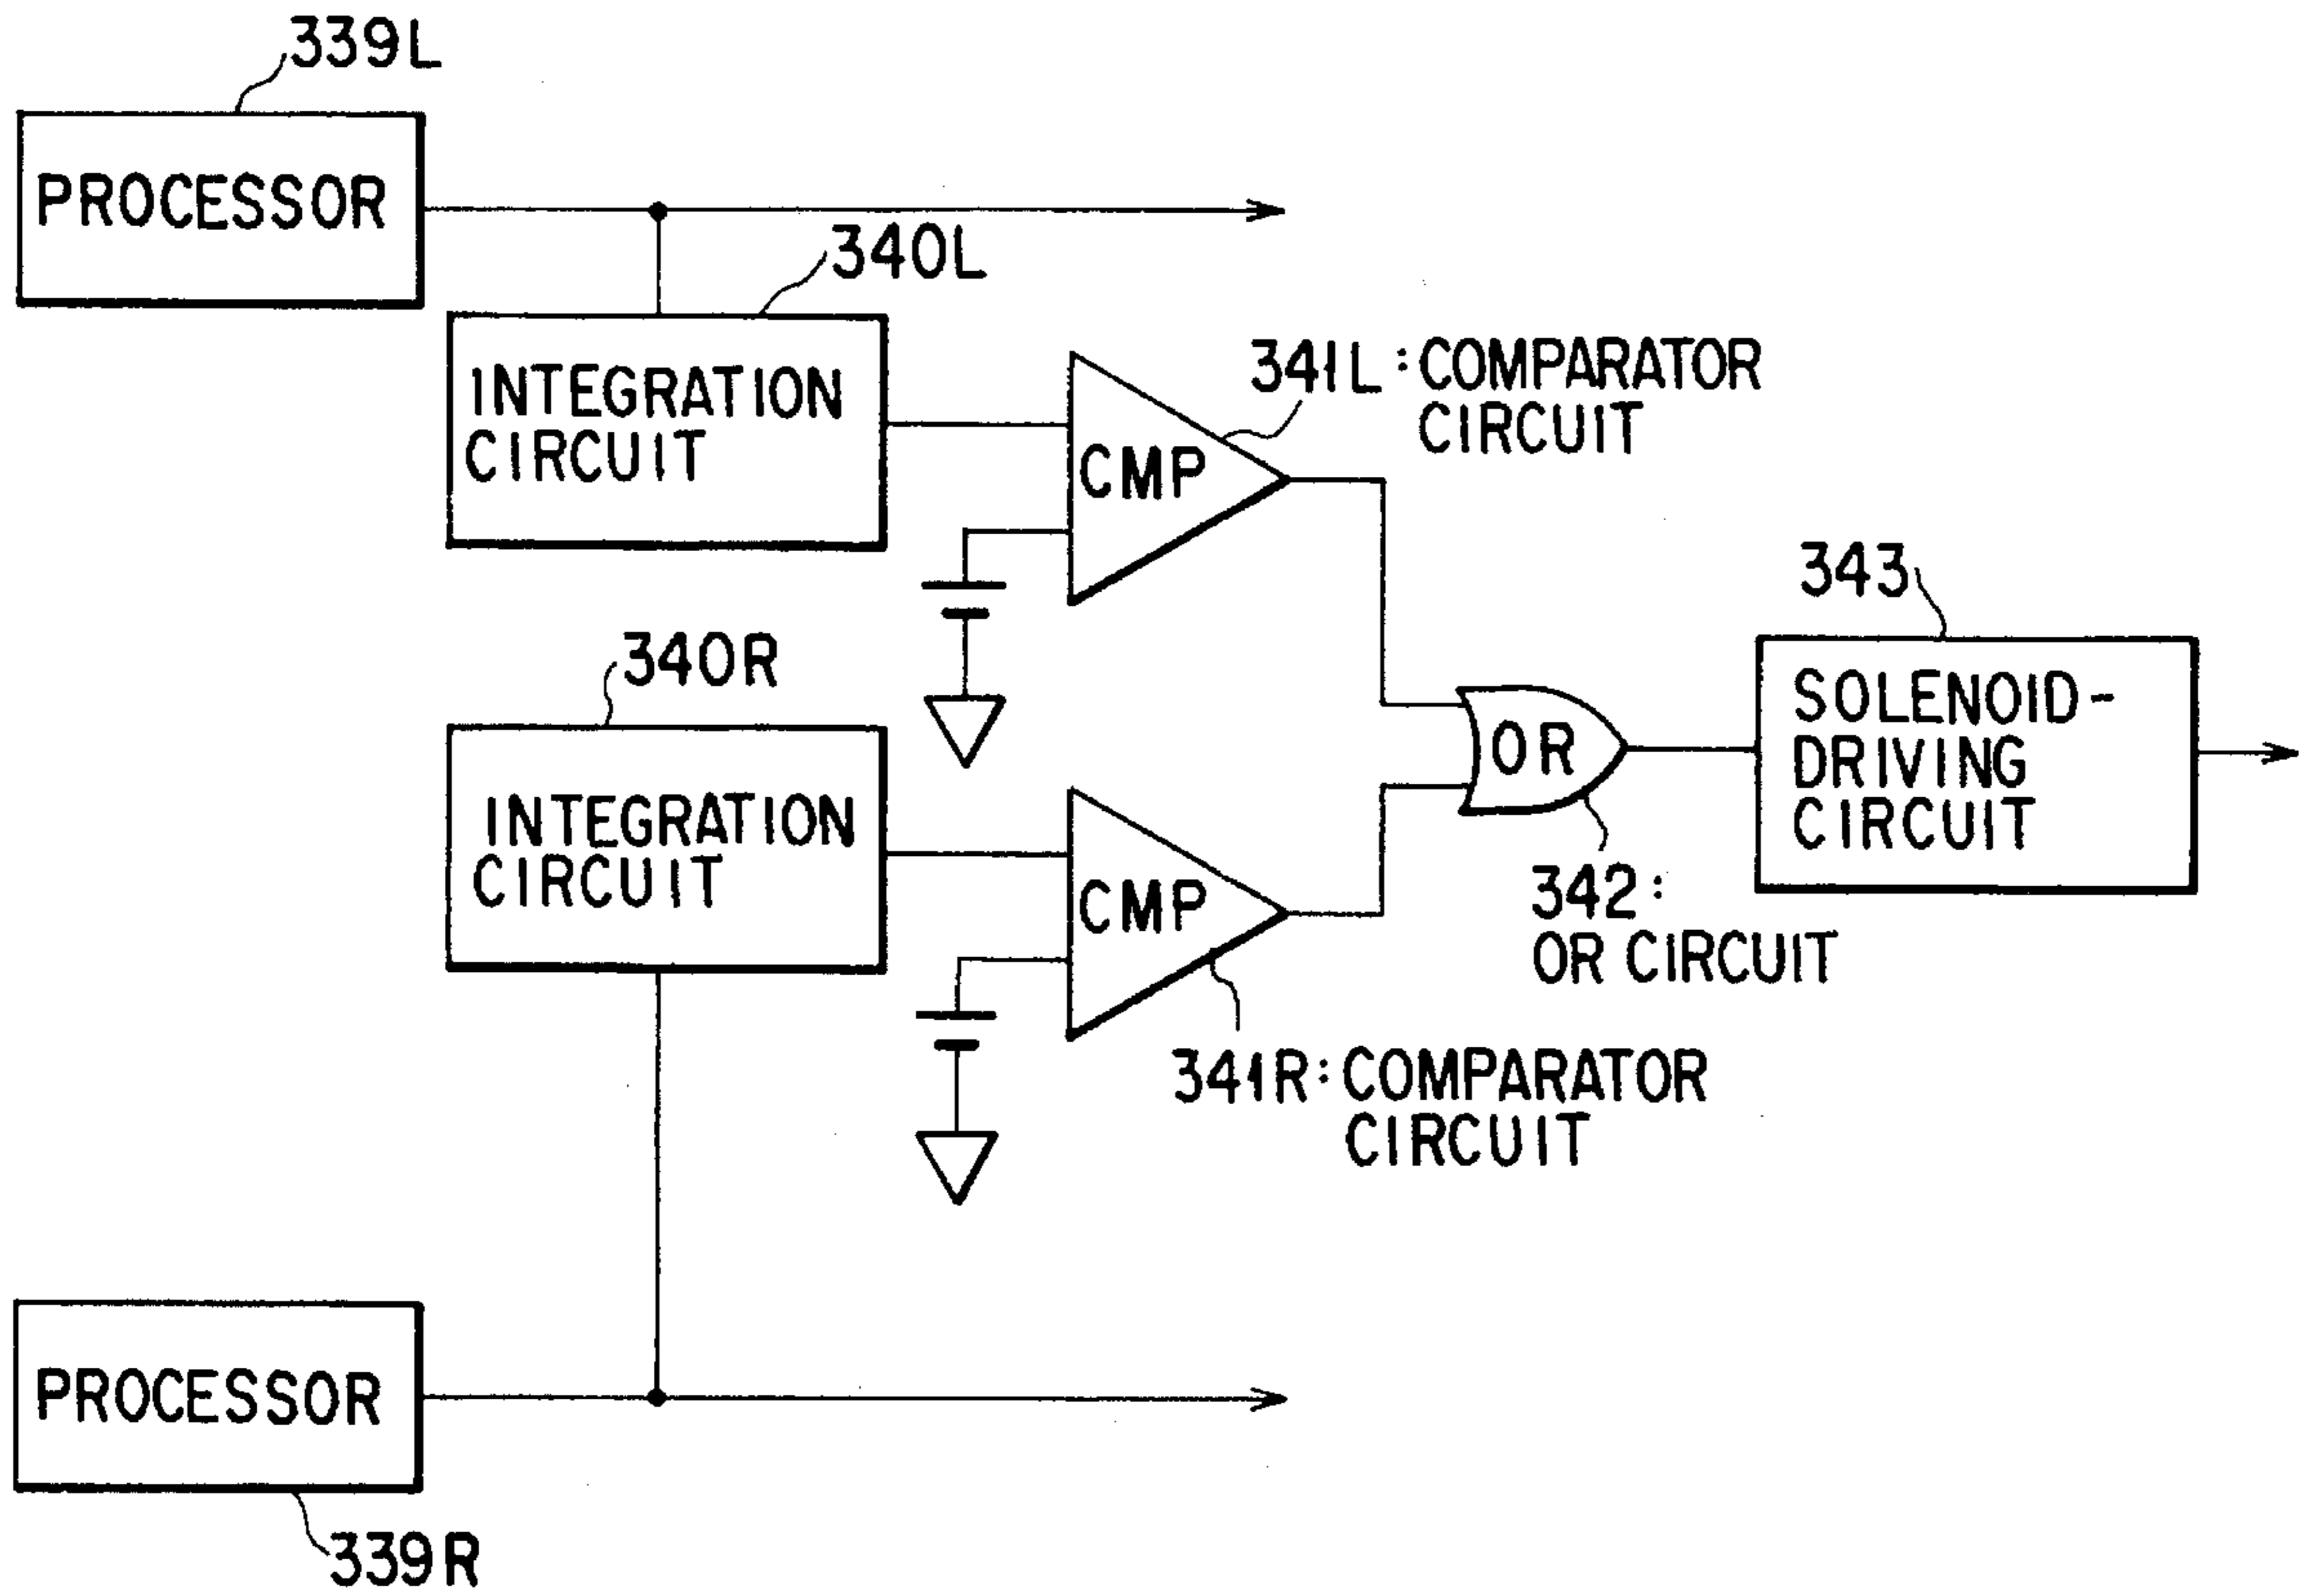 339L
PROCESSOR
340L
INTEGRATION
CIRCUIT
341L : COMPARATOR
CIRCUIT
CMP
343
SOLENOID-
DRIVING
CIRCUIT
340R
INTEGRATION
CIRCUIT
OR
342:
OR CIRCUIT
CMP
341R: COMPARATOR
CIRCUIT
PROCESSOR
339R